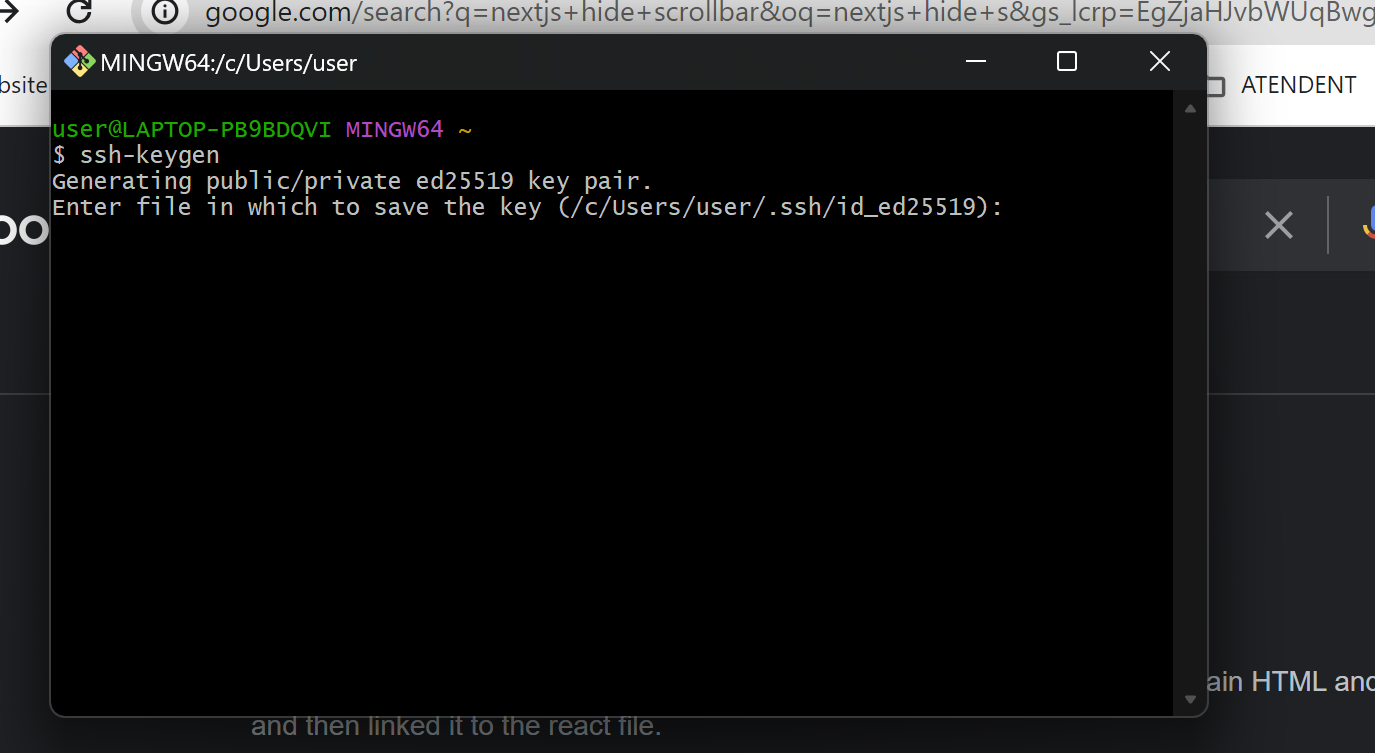 google.com/search?q=nextjs+hide+scrollbar&oq=nextjs+hide+s&gs_lcrp=EgZjaHJvbWUqBwg
MINGW64:/c/Users/user
bsite
ATENDENT
user@LAPTOP-PB9BDQVI MINGW64 ~
$ ssh-keygen
Generating public/private ed25519 key pair.
Enter file in which to save the key (/c/Users/user/.ssh/id_ed25519):
ain HTML and
and then linked it to the react file.